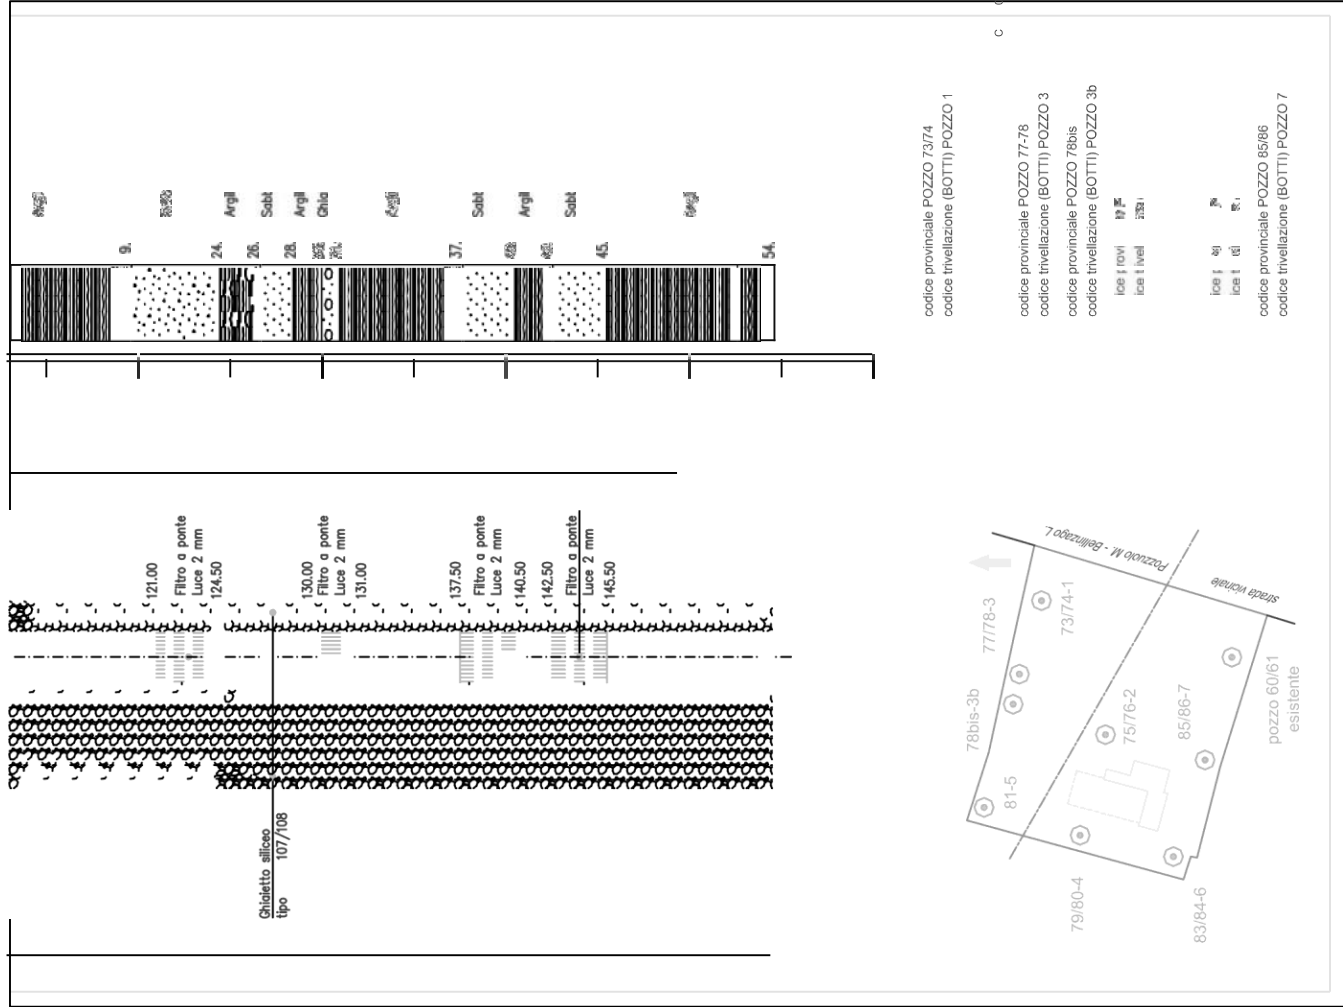 Argil
Sabt
Argil
Ghia
Sabt
Argil
Sabt
9.
24.
26.
28.
37.
45.
54.
codice provinciale POZZO 73/74
codice trivellazione (BOTTI) POZZO 1
codice provinciale POZZO 77-78
codice trivellazione (BOTTI) POZZO 3
codice provinciale POZZO 78bis
codice trivellazione (BOTTI) POZZO 3b
codice provinciale POZZO 85/86
codice trivellazione (BOTTI) POZZO 7
121.00
Filtro a ponte
Luce 2 mm
124.50
130.00
Filtro a ponte
Luce 2 mm
131.00
137.50
Filtro a ponte
Luce 2 mm
140.50
142.50
Filtro a ponte
Luce 2 mm
145.50
Ghiaietto siliceo
tipo 107/108
Pozzuolo M. - Bellinzago L.
strada vicinale
77/78-3
73/74-1
78bis-3b
75/76-2
85/86-7
pozzo 60/61
esistente
81-5
79/80-4
83/84-6